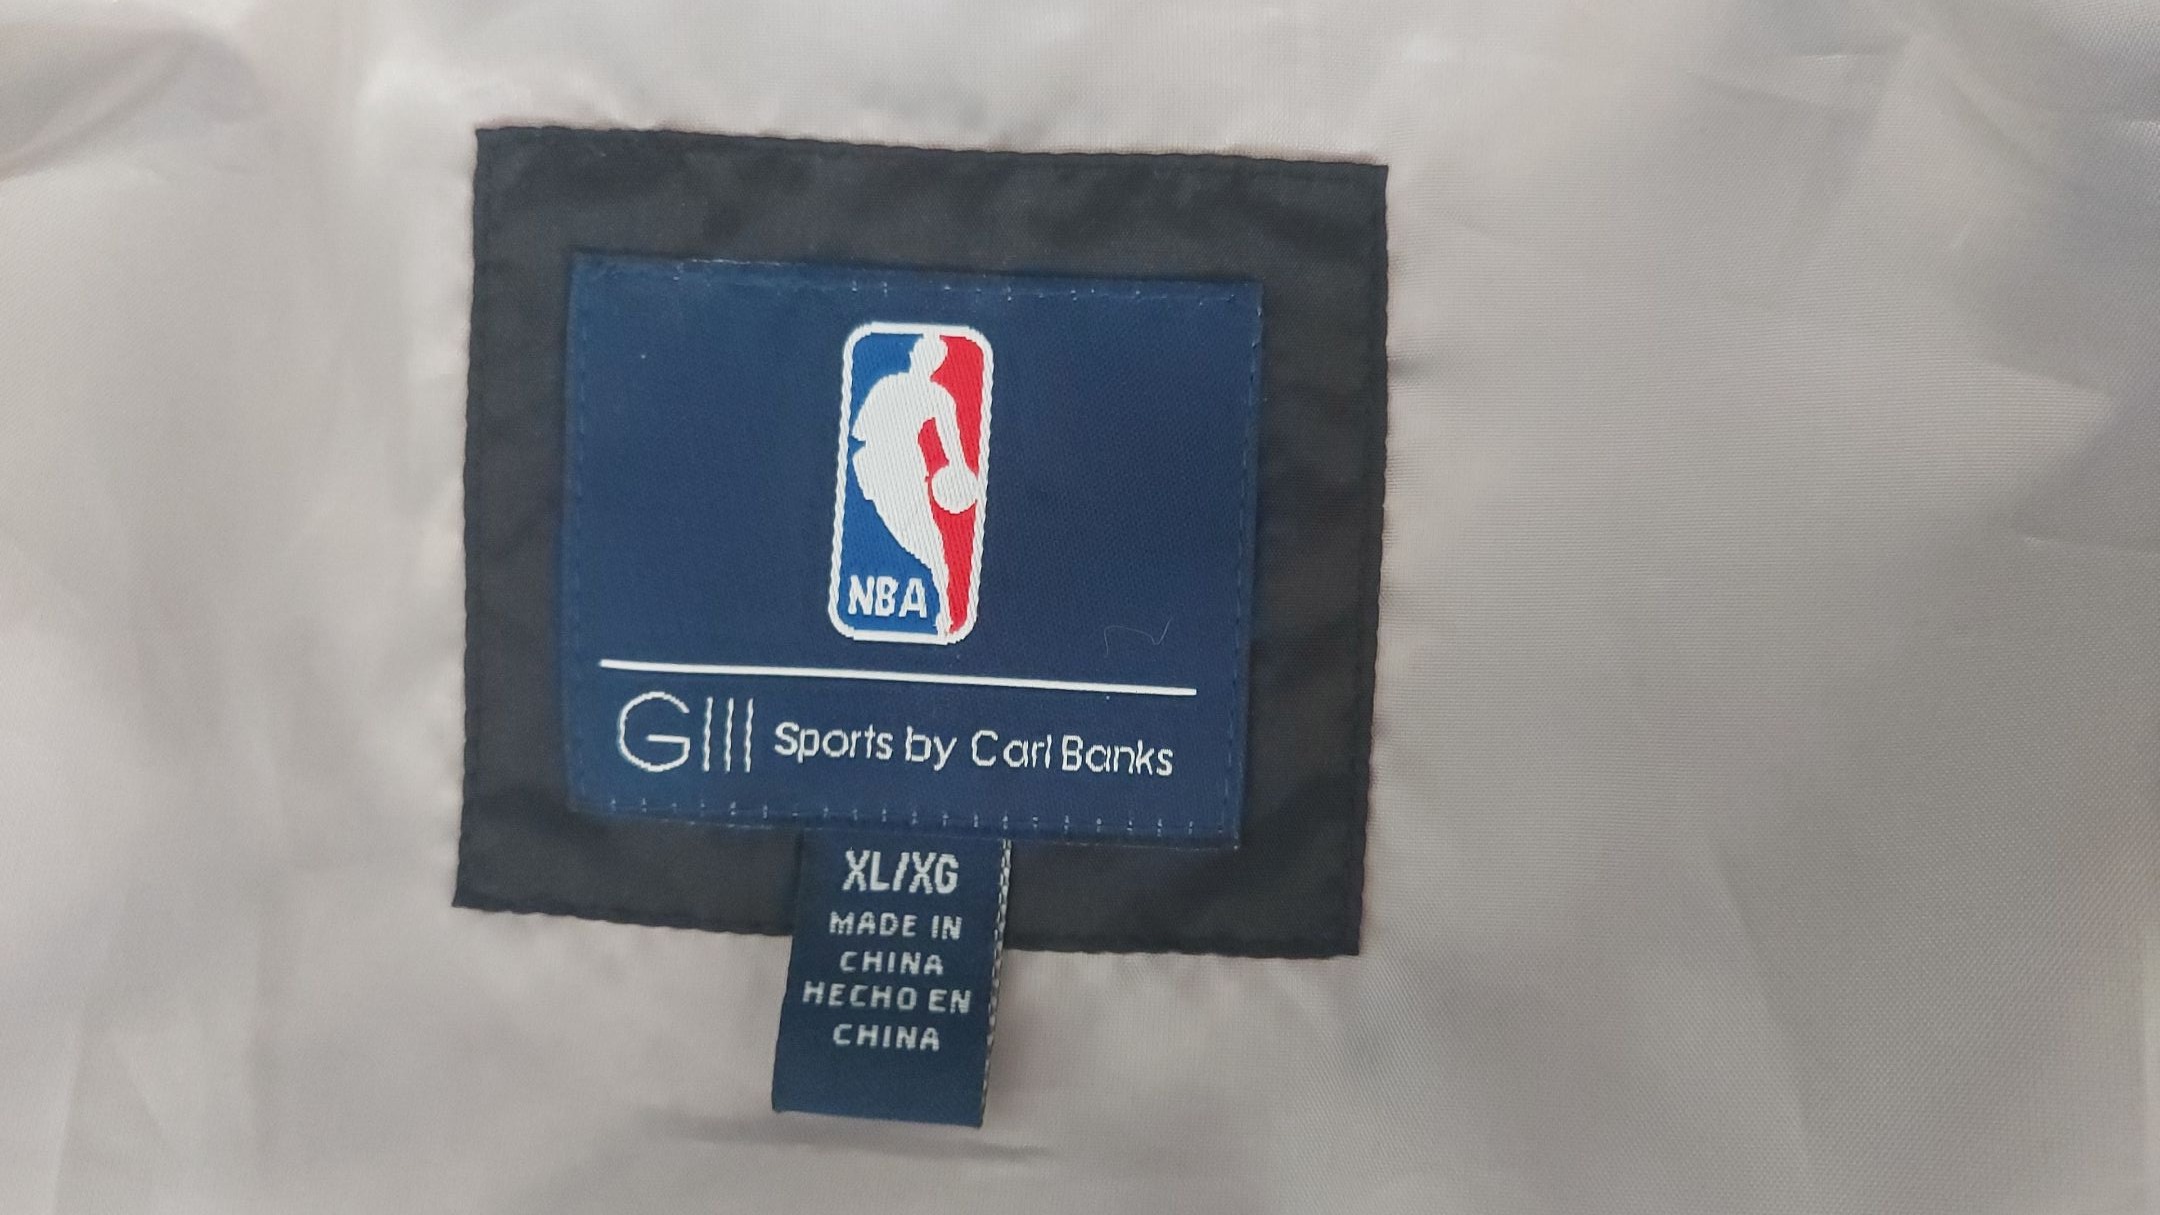 NBA
GIII Sports by Carl Banks
XL/XG
MADE IN
CHINA
HECHO EN
CHINA